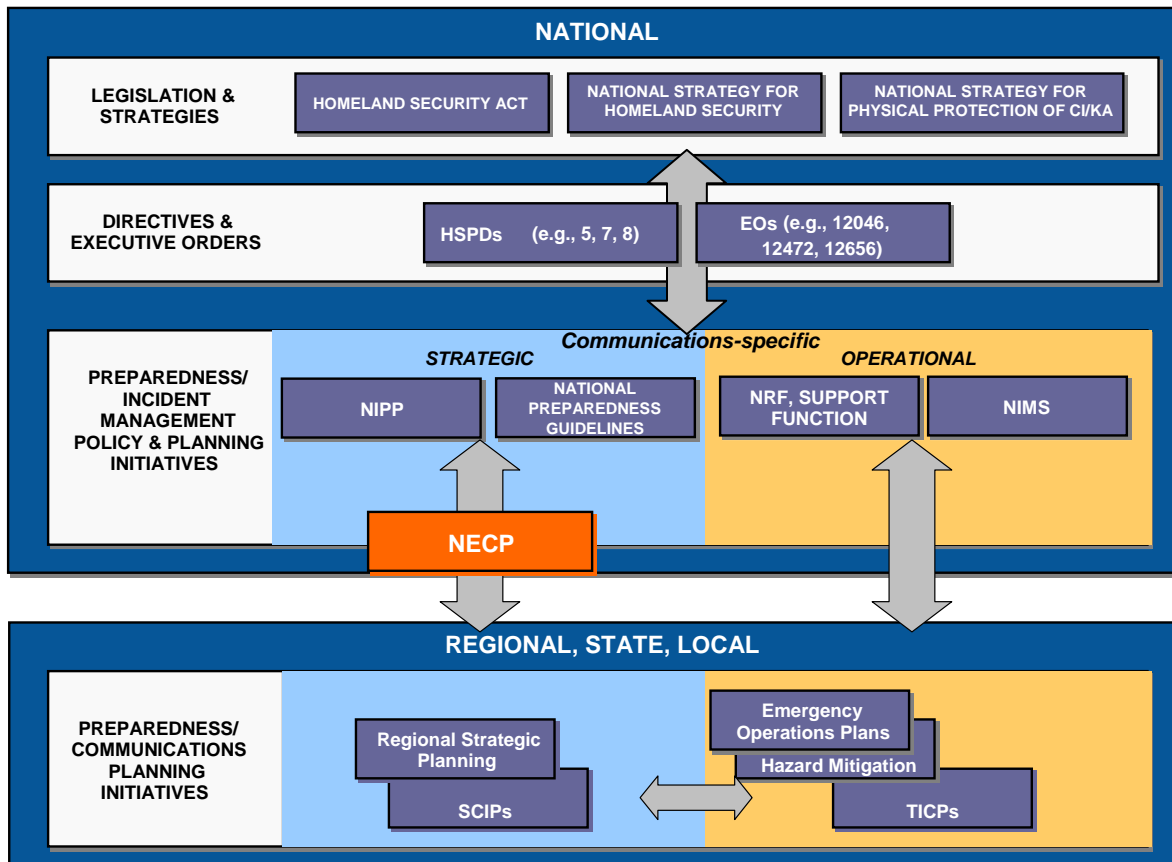 NATIONAL
LEGISLATION &
STRATEGIES
HOMELAND SECURITY ACT
NATIONAL STRATEGY FOR
HOMELAND SECURITY
NATIONAL STRATEGY FOR
PHYSICAL PROTECTION OF CI/KA
DIRECTIVES &
EXECUTIVE ORDERS
HSPDs (e.g., 5, 7, 8)
EOs (e.g., 12046,
12472, 12656)
Communications-specific
STRATEGIC
OPERATIONAL
PREPAREDNESS/
INCIDENT
MANAGEMENT
POLICY & PLANNING
INITIATIVES
NIPP
NATIONAL
PREPAREDNESS
GUIDELINES
NRF, SUPPORT
FUNCTION
NIMS
NECP
REGIONAL, STATE, LOCAL
PREPAREDNESS/
COMMUNICATIONS
PLANNING
INITIATIVES
Regional Strategic
Planning
SCIPs
Emergency
Operations Plans
Hazard Mitigation
TICPs